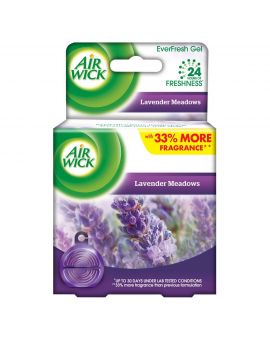 AIR
WICK
EverFresh Gel
24
HOURS OF
FRESHNESS*
Lavender Meadows
AIR
WICK
with 33% MORE
FRAGRANCE**
Lavender Meadows
*UP TO 30 DAYS UNDER LAB TESTED CONDITIONS
**33% more fragrance than previous formulation